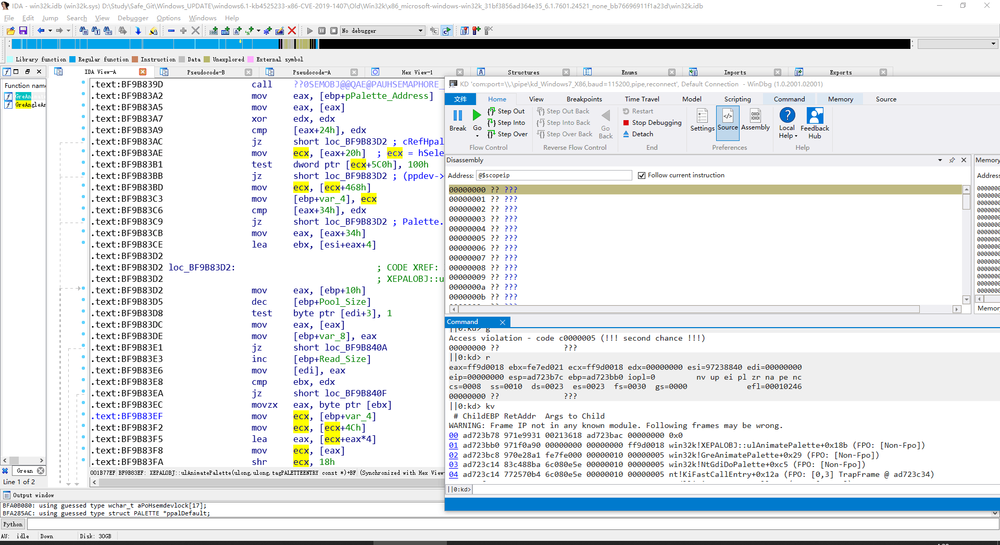 IDA - win32k.idb (win32k.sys) D:\Study\Safe_Git\Windows_UPDATE\windows6.1-kb4525233-x86-CVE-2019-1407\Old\Win32k\x86_microsoft-windows-win32k_31bf3856ad364e35_6.1.7601.24521_none_bb76696911f1a23d\win32k.idb
File Edit Jump Search View Debugger Options Windows Help
No debugger
Library function Regular function Instruction Data Unexplored External symbol
IDA View-A Pseudocode-B Pseudocode-A Hex View-1 Structures Enums Imports Exports
Function name
GreAnimate
GreAngleAr
Grean
Line 1 of 2
.text:BF9B839D call ??0SEMOBJ@@QAE@PAUHSEMAPHORE_
.text:BF9B83A2 mov eax, [ebp+pPalette_Address]
.text:BF9B83A5 mov eax, [eax]
.text:BF9B83A7 xor edx, edx
.text:BF9B83A9 cmp [eax+24h], edx
.text:BF9B83AC jz short loc_BF9B83D2 ; cRefHpal
.text:BF9B83AE mov ecx, [eax+20h] ; ecx = hSele
.text:BF9B83B1 test dword ptr [ecx+5C0h], 100h
.text:BF9B83BB jz short loc_BF9B83D2 ; (ppdev->
.text:BF9B83BD mov ecx, [ecx+468h]
.text:BF9B83C3 mov [ebp+var_4], ecx
.text:BF9B83C6 cmp [eax+34h], edx
.text:BF9B83C9 jz short loc_BF9B83D2 ; Palette.
.text:BF9B83CB mov eax, [eax+34h]
.text:BF9B83CE lea ebx, [esi+eax+4]
.text:BF9B83D2
.text:BF9B83D2 loc_BF9B83D2: ; CODE XREF:
.text:BF9B83D2 ; XEPALOBJ::u
.text:BF9B83D2 mov eax, [ebp+10h]
.text:BF9B83D5 dec [ebp+Pool_Size]
.text:BF9B83D8 test byte ptr [edi+3], 1
.text:BF9B83DC mov eax, [eax]
.text:BF9B83DE mov [ebp+var_8], eax
.text:BF9B83E1 jz short loc_BF9B840A
.text:BF9B83E3 inc [ebp+Read_Size]
.text:BF9B83E6 mov [edi], eax
.text:BF9B83E8 cmp ebx, edx
.text:BF9B83EA jz short loc_BF9B840F
.text:BF9B83EC movzx eax, byte ptr [ebx]
.text:BF9B83EF mov ecx, [ebp+var_4]
.text:BF9B83F2 mov ecx, [ecx+4Ch]
.text:BF9B83F5 lea eax, [ecx+eax*4]
.text:BF9B83F8 mov ecx, [eax]
.text:BF9B83FA shr ecx, 18h
001B77EF BF9B83EF: XEPALOBJ::ulAnimatePalette(ulong,ulong,tagPALETTEENTRY const *)+BF (Synchronized with Hex View
Output window
BFA0B080: using guessed type wchar_t aPoHsemdevlock[17];
BFA285AC: using guessed type struct PALETTE *ppalDefault;
Python
AU: idle Down Disk: 30GB
KD 'com:port=\\.\pipe\kd_Windows7_X86,baud=115200,pipe,reconnect', Default Connection - WinDbg (1.0.2001.02001)
文件 Home View Breakpoints Time Travel Model Scripting Command Memory Source
Break Go Step Out Step Into Step Over Step Out Back Step Into Back Step Over Back Go Back Restart Stop Debugging Detach Settings Source Assembly Local Help Feedback Hub
Flow Control Reverse Flow Control End Preferences Help
Disassembly
Memory
Address: @$scopeip Follow current instruction
Address
00000000 ?? ???
00000001 ?? ???
00000002 ?? ???
00000003 ?? ???
00000004 ?? ???
00000005 ?? ???
00000006 ?? ???
00000007 ?? ???
00000008 ?? ???
00000009 ?? ???
0000000a ?? ???
0000000b ?? ???
Memory
Command
||0:kd> g
Access violation - code c0000005 (!!! second chance !!!)
00000000 ?? ???
||0:kd> r
eax=ff9d0018 ebx=fe7ed021 ecx=ff9d0018 edx=00000000 esi=97238840 edi=00000000
eip=00000000 esp=ad723b7c ebp=ad723bb0 iopl=0 nv up ei pl zr na pe nc
cs=0008 ss=0010 ds=0023 es=0023 fs=0030 gs=0000 efl=00010246
00000000 ?? ???
||0:kd> kv
# ChildEBP RetAddr Args to Child
WARNING: Frame IP not in any known module. Following frames may be wrong.
00 ad723b78 971e9931 00213618 ad723bac 00000000 0x0
01 ad723bb0 971f0a90 00000000 00000000 ff9d0018 win32k!XEPALOBJ::ulAnimatePalette+0x18b (FPO: [Non-Fpo])
02 ad723bc8 970e28a1 fe7fe000 00000010 00000005 win32k!GreAnimatePalette+0x29 (FPO: [Non-Fpo])
03 ad723c14 83c488ba 6c080e5e 00000010 00000005 win32k!NtGdiDoPalette+0xc5 (FPO: [Non-Fpo])
04 ad723c14 772570b4 6c080e5e 00000010 00000005 nt!KiFastCallEntry+0x12a (FPO: [0,3] TrapFrame @ ad723c34)
||0:kd>